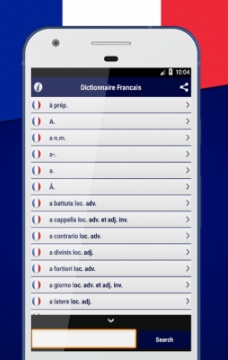 10:04
Dictionnaire Francais
à prép.
A.
a n.m.
a-.
a.
Á.
a battuta loc. adv.
a cappella loc. adv. et adj. inv.
a contrario loc. adv.
a divinis loc. adj.
a fortiori loc. adv.
a giorno loc. adv. et adj. inv.
a latere loc. adj.
Search